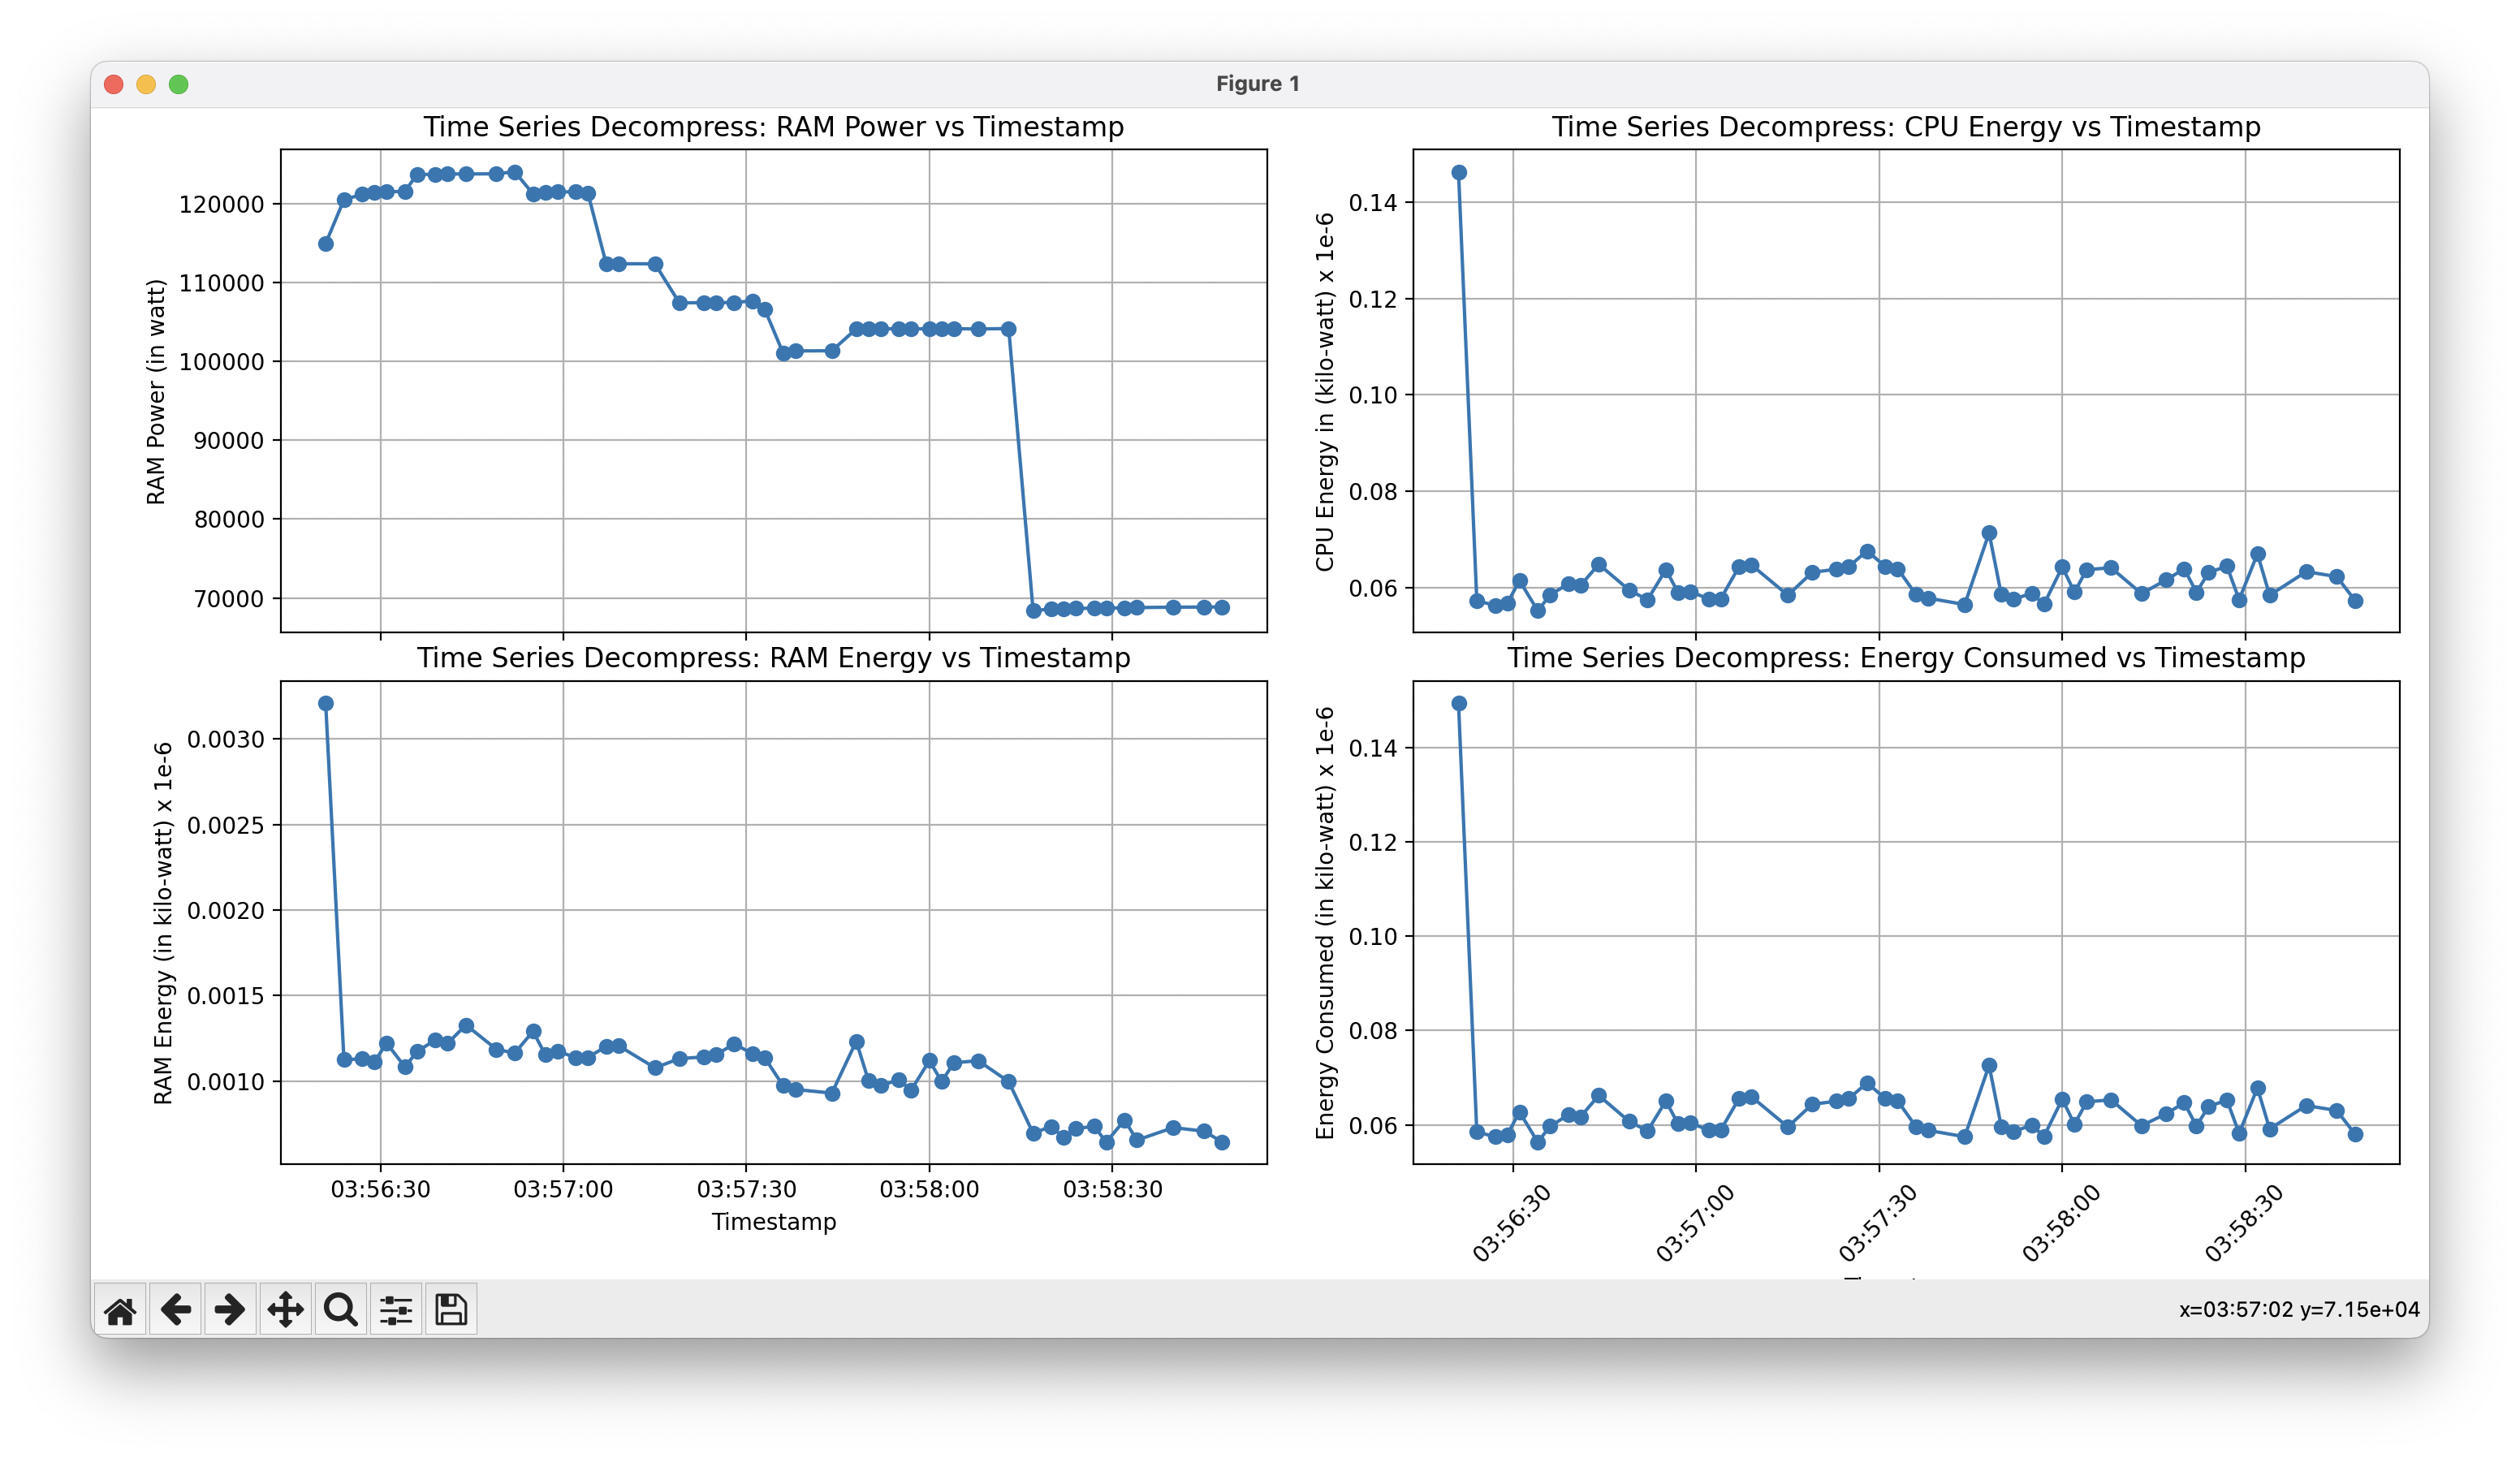 Figure 1
Time Series Decompress: RAM Power vs Timestamp
RAM Power (in watt)
120000
110000
100000
90000
80000
70000
Time Series Decompress: CPU Energy vs Timestamp
CPU Energy in (kilo-watt) x 1e-6
0.14
0.12
0.10
0.08
0.06
Time Series Decompress: RAM Energy vs Timestamp
RAM Energy (in kilo-watt) x 1e-6
0.0030
0.0025
0.0020
0.0015
0.0010
03:56:30
03:57:00
03:57:30
03:58:00
03:58:30
Timestamp
Time Series Decompress: Energy Consumed vs Timestamp
Energy Consumed (in kilo-watt) x 1e-6
0.14
0.12
0.10
0.08
0.06
03:56:30
03:57:00
03:57:30
03:58:00
03:58:30
x=03:57:02 y=7.15e+04